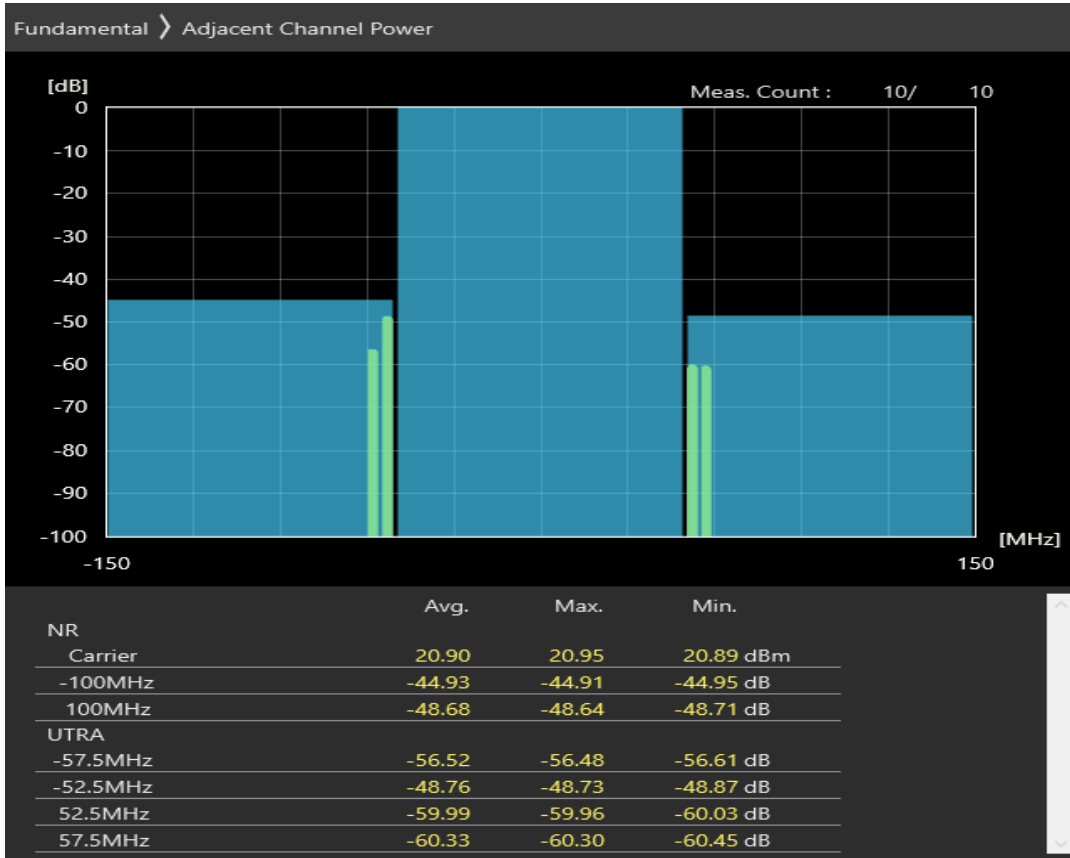 Fundamental 〉 Adjacent Channel Power
[dB]
Meas. Count : 10/ 10
0
-10
-20
-30
-40
-50
-60
-70
-80
-90
-100
[MHz]
-150 150
Avg. Max. Min.
NR
Carrier 20.90 20.95 20.89 dBm
-100MHz -44.93 -44.91 -44.95 dB
100MHz -48.68 -48.64 -48.71 dB
UTRA
-57.5MHz -56.52 -56.48 -56.61 dB
-52.5MHz -48.76 -48.73 -48.87 dB
52.5MHz -59.99 -59.96 -60.03 dB
57.5MHz -60.33 -60.30 -60.45 dB